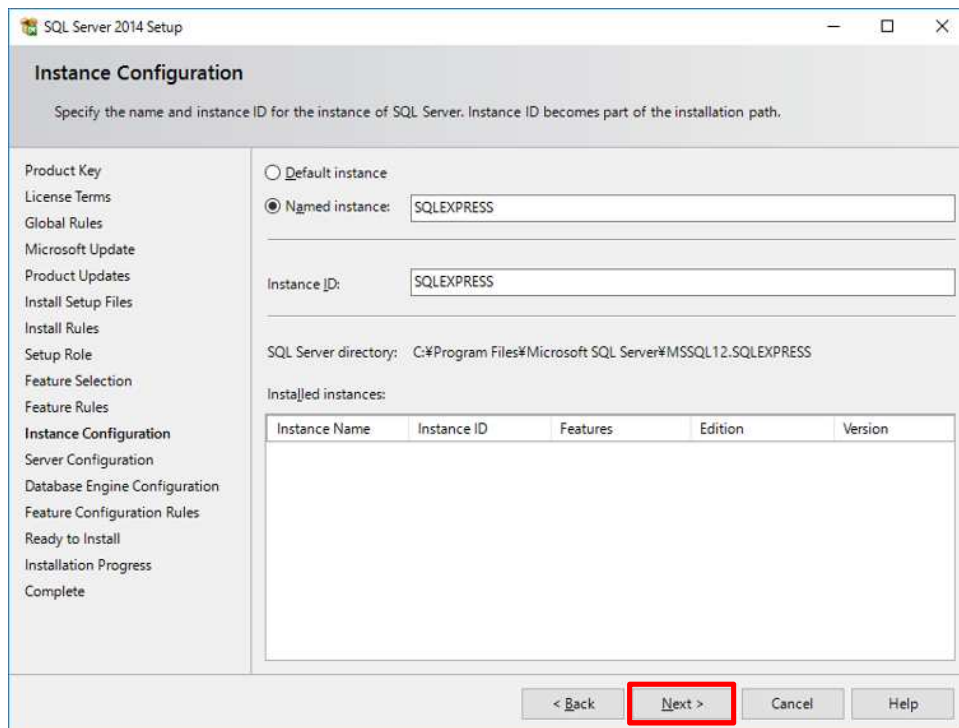 SQL Server 2014 Setup
Instance Configuration
Specify the name and instance ID for the instance of SQL Server. Instance ID becomes part of the installation path.
Product Key
License Terms
Global Rules
Microsoft Update
Product Updates
Install Setup Files
Install Rules
Setup Role
Feature Selection
Feature Rules
Instance Configuration
Server Configuration
Database Engine Configuration
Feature Configuration Rules
Ready to Install
Installation Progress
Complete
Default instance
Named instance: SQLEXPRESS
Instance ID: SQLEXPRESS
SQL Server directory: C:¥Program Files¥Microsoft SQL Server¥MSSQL12.SQLEXPRESS
Installed instances:
Instance Name Instance ID Features Edition Version
< Back Next > Cancel Help